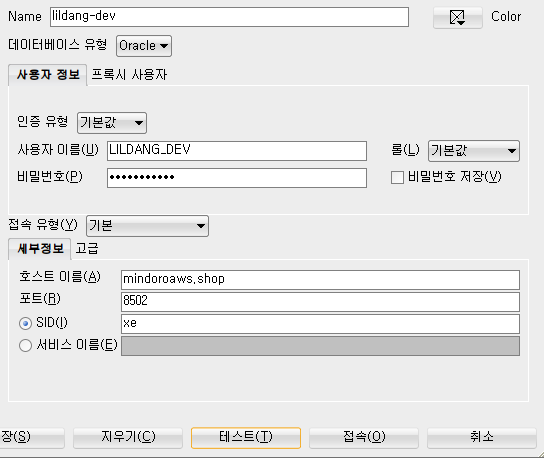 Name lildang-dev Color
데이터베이스 유형 Oracle
사용자 정보 프록시 사용자
인증 유형 기본값
사용자 이름(U) LILDANG_DEV 롤(L) 기본값
비밀번호(P) ●●●●●●●●●●● 비밀번호 저장(V)
접속 유형(Y) 기본
세부정보 고급
호스트 이름(A) mindoroaws.shop
포트(R) 8502
SID(I) xe
서비스 이름(E)
장(S) 지우기(C) 테스트(T) 접속(O) 취소